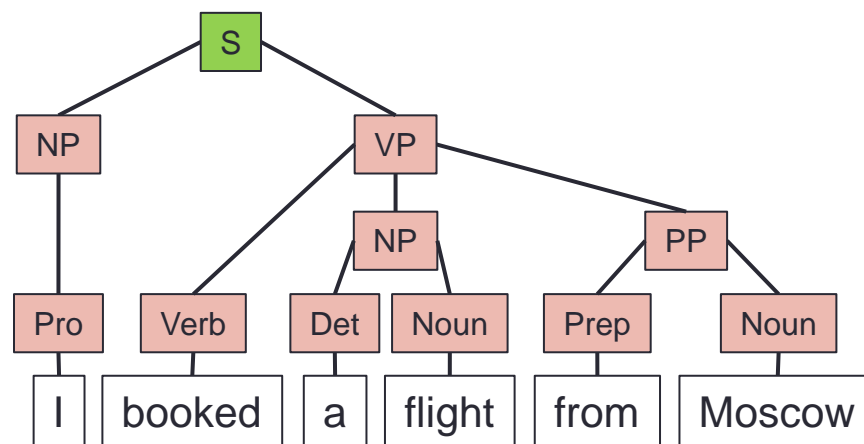 S
NP VP
NP PP
Pro Verb Det Noun Prep Noun
I booked a flight from Moscow